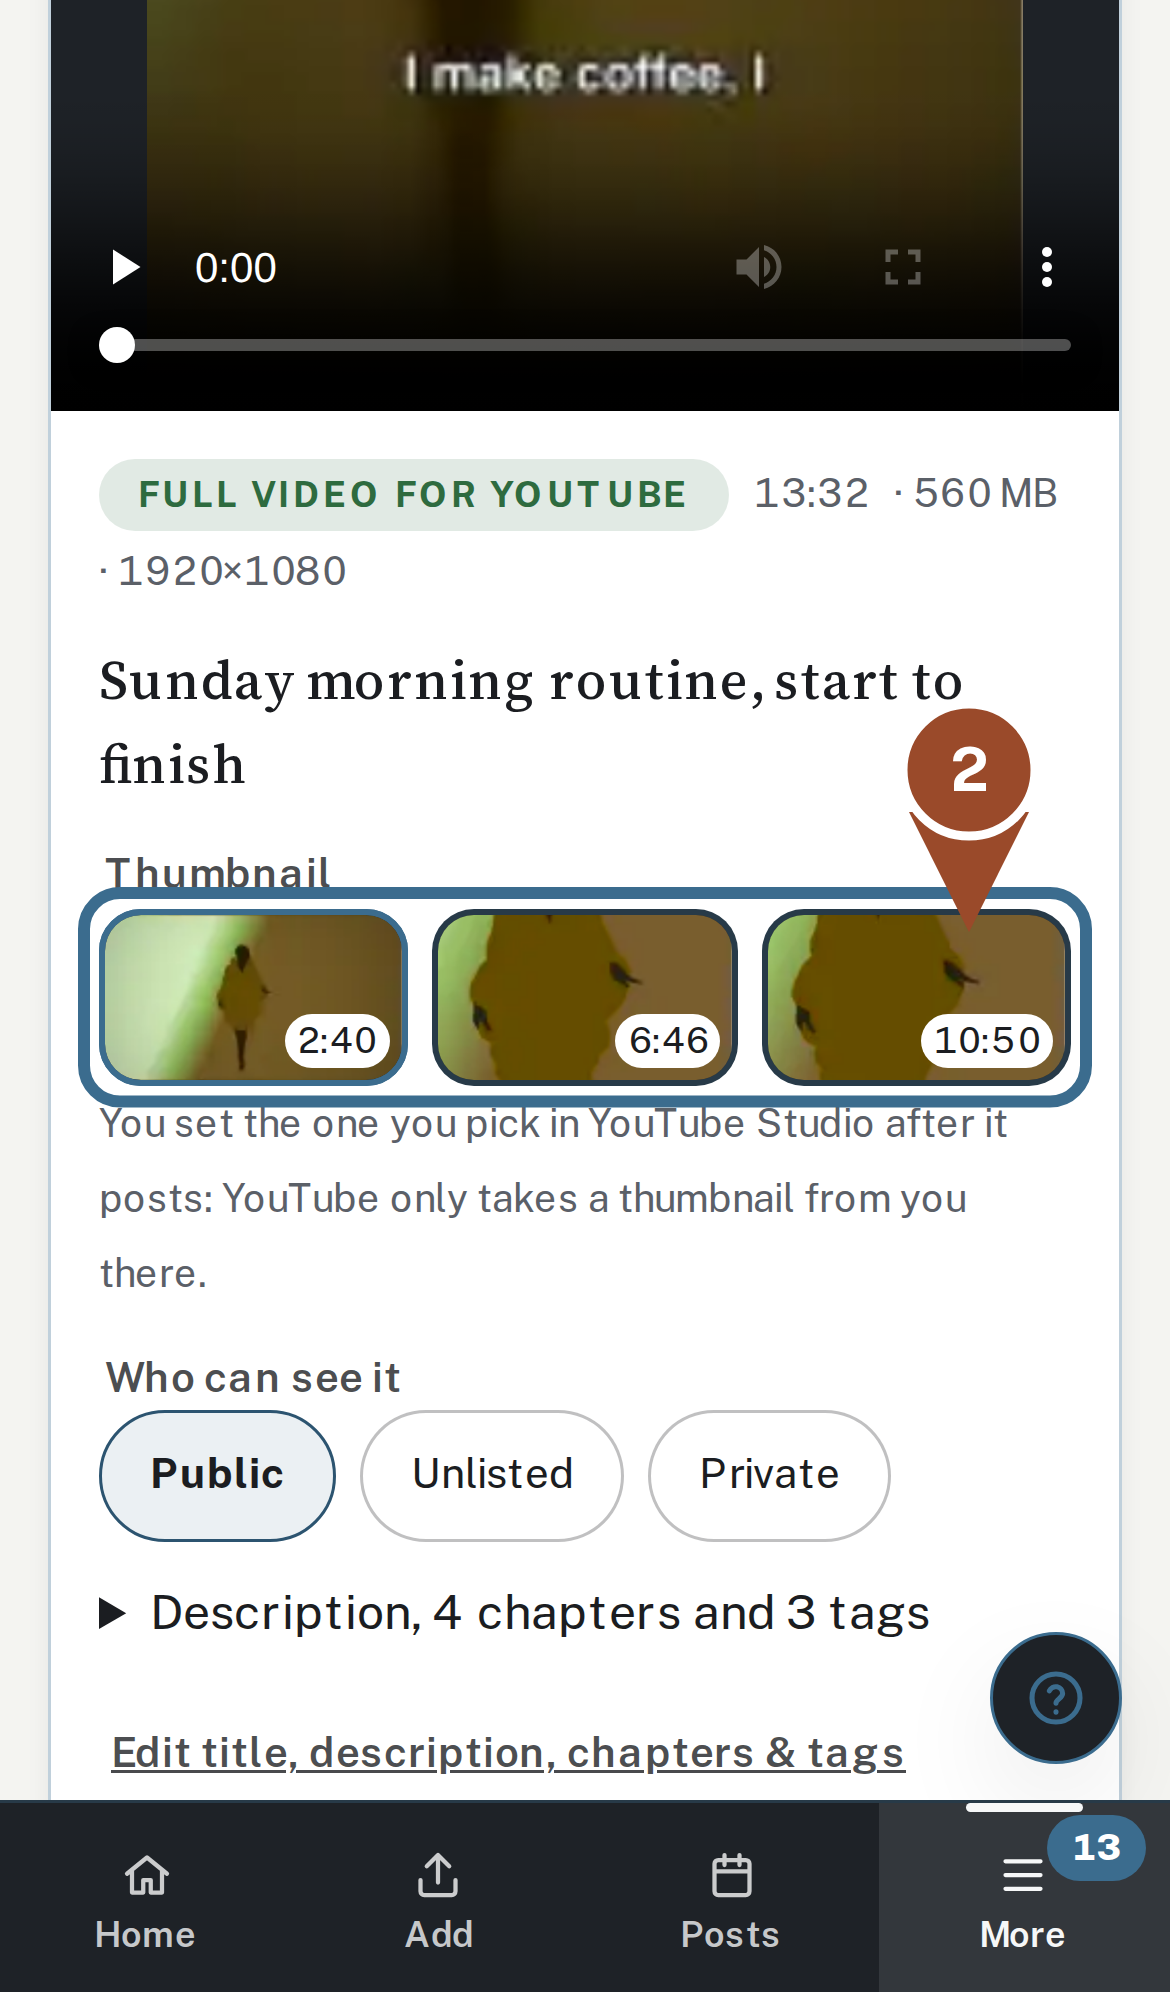 I make coffee, I
0:00
FULL VIDEO FOR YOUTUBE 13:32 · 560 MB
· 1920×1080
Sunday morning routine, start to
finish
2
Thumbnail
2:40 6:46 10:50
You set the one you pick in YouTube Studio after it
posts: YouTube only takes a thumbnail from you
there.
Who can see it
Public Unlisted Private
Description, 4 chapters and 3 tags
Edit title, description, chapters & tags
13
Home Add Posts More